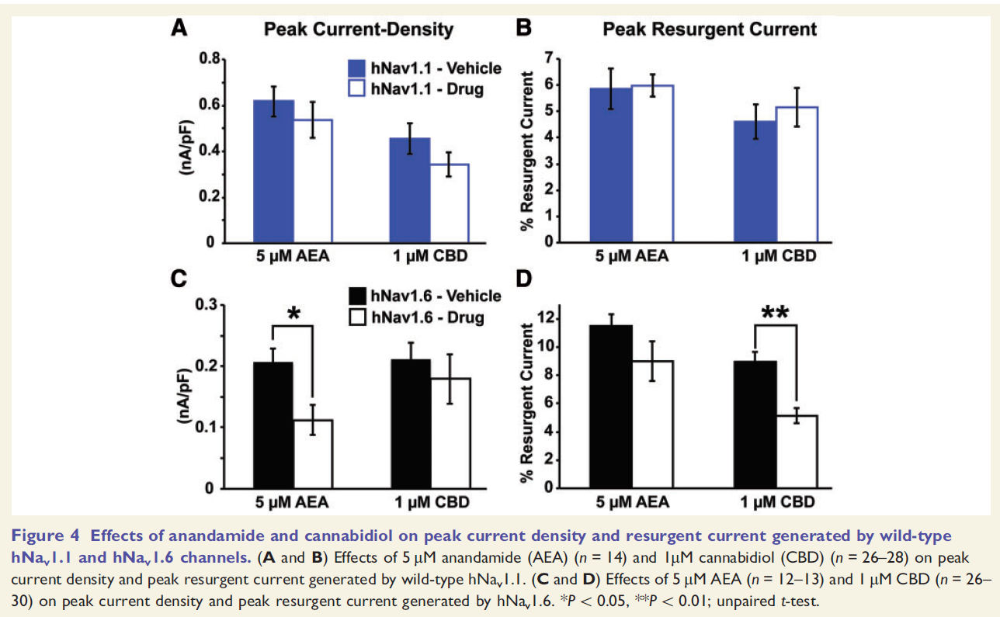 A Peak Current-Density
0.8
0.6
0.4
0.2
0
(nA/pF)
hNav1.1 - Vehicle
hNav1.1 - Drug
5 µM AEA 1 µM CBD
B Peak Resurgent Current
7
6
5
4
3
2
1
0
% Resurgent Current
5 µM AEA 1 µM CBD
C
0.3
0.2
0.1
0
(nA/pF)
hNav1.6 - Vehicle
hNav1.6 - Drug
*
5 µM AEA 1 µM CBD
D
12
10
8
6
4
2
0
% Resurgent Current
**
5 µM AEA 1 µM CBD
Figure 4 Effects of anandamide and cannabidiol on peak current density and resurgent current generated by wild-type
hNav1.1 and hNav1.6 channels. (A and B) Effects of 5 µM anandamide (AEA) (n = 14) and 1µM cannabidiol (CBD) (n = 26–28) on peak
current density and peak resurgent current generated by wild-type hNav1.1. (C and D) Effects of 5 µM AEA (n = 12–13) and 1 µM CBD (n = 26–
30) on peak current density and peak resurgent current generated by hNav1.6. *P < 0.05, **P < 0.01; unpaired t-test.